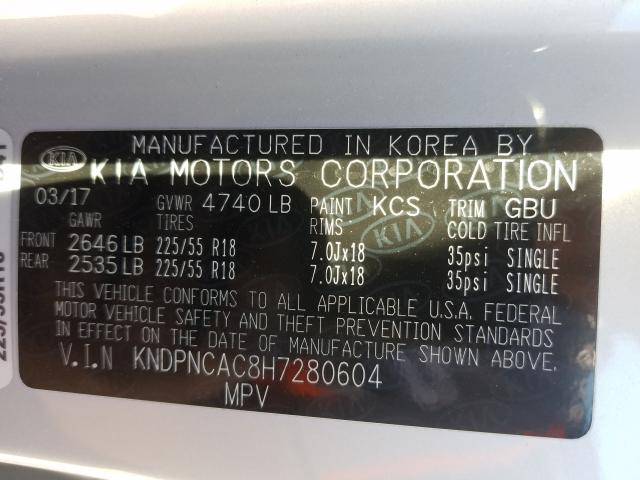 MANUFACTURED IN KOREA BY
KIA KIA MOTORS CORPORATION
03/17 GVWR 4740 LB PAINT KCS TRIM GBU
GAWR TIRES RIMS COLD TIRE INFL
FRONT 2646 LB 225/55 R18 7.0Jx18 35psi SINGLE
REAR 2535 LB 225/55 R18 7.0Jx18 35psi SINGLE
THIS VEHICLE CONFORMS TO ALL APPLICABLE U.S.A. FEDERAL
MOTOR VEHICLE SAFETY AND THEFT PREVENTION STANDARDS
IN EFFECT ON THE DATE OF MANUFACTURE SHOWN ABOVE.
V.I.N KNDPNCAC8H7280604
MPV